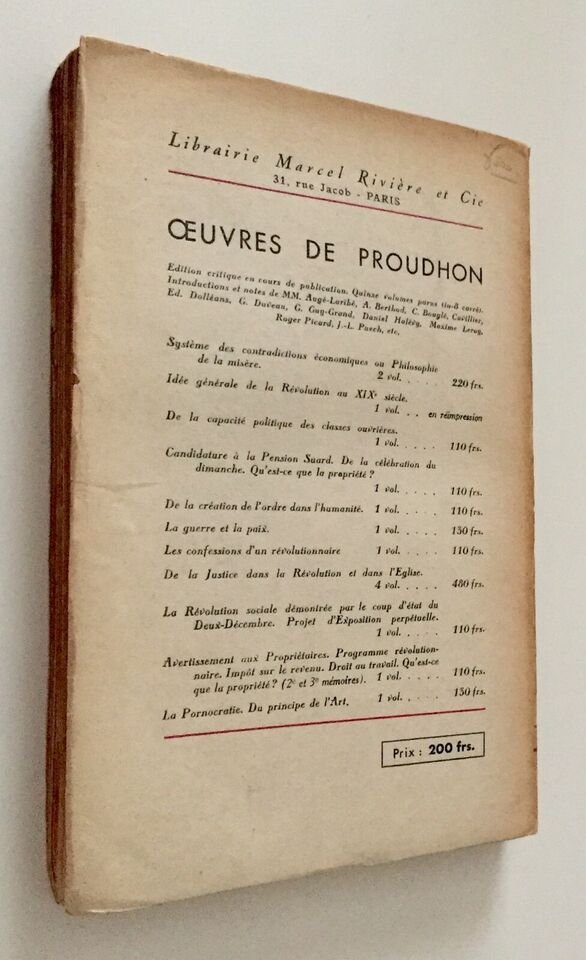 Librairie Marcel Rivière et Cie
31, rue Jacob - PARIS
ŒUVRES DE PROUDHON
Edition critique en cours de publication. Quinze volumes parus tin-8 carrés.
Introductions et notes de MM. Augé-Laribé, A. Berthod, C. Bouglé, Cuvillier,
Ed. Dolléans, G. Duveau, G. Guy-Grand, Daniel Halévy, Maxime Leroy,
Roger Picard, J.-L. Puech, etc.
Système des contradictions économiques ou Philosophie
de la misère. 2 vol. . . . . 220 frs.
Idée générale de la Révolution au XIXe siècle.
1 vol. . . en réimpression
De la capacité politique des classes ouvrières.
1 vol. . . . . 110 frs.
Candidature à la Pension Suard. De la célébration du
dimanche. Qu'est-ce que la propriété ?
1 vol. . . . . 110 frs.
De la création de l'ordre dans l'humanité. 1 vol. . . . . 110 frs.
La guerre et la paix. 1 vol. . . . . 150 frs.
Les confessions d'un révolutionnaire 1 vol. . . . . 110 frs.
De la Justice dans la Révolution et dans l'Eglise.
4 vol. . . . . 480 frs.
La Révolution sociale démontrée par le coup d'état du
Deux-Décembre. Projet d'Exposition perpétuelle.
1 vol. . . . . 110 frs.
Avertissement aux Propriétaires. Programme révolution-
naire. Impôt sur le revenu. Droit au travail. Qu'est-ce
que la propriété ? (2e et 3e mémoires). 1 vol. . . . . 110 frs.
La Pornocratie. Du principe de l'Art. 1 vol. . . . . 150 frs.
Prix : 200 frs.